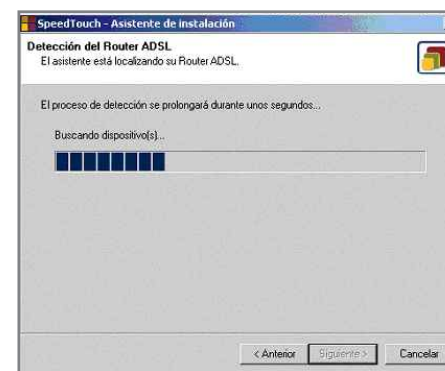 SpeedTouch - Asistente de instalación
Detección del Router ADSL
El asistente está localizando su Router ADSL.
El proceso de detección se prolongará durante unos segundos...
Buscando dispositivo(s)...
< Anterior
Siguiente >
Cancelar